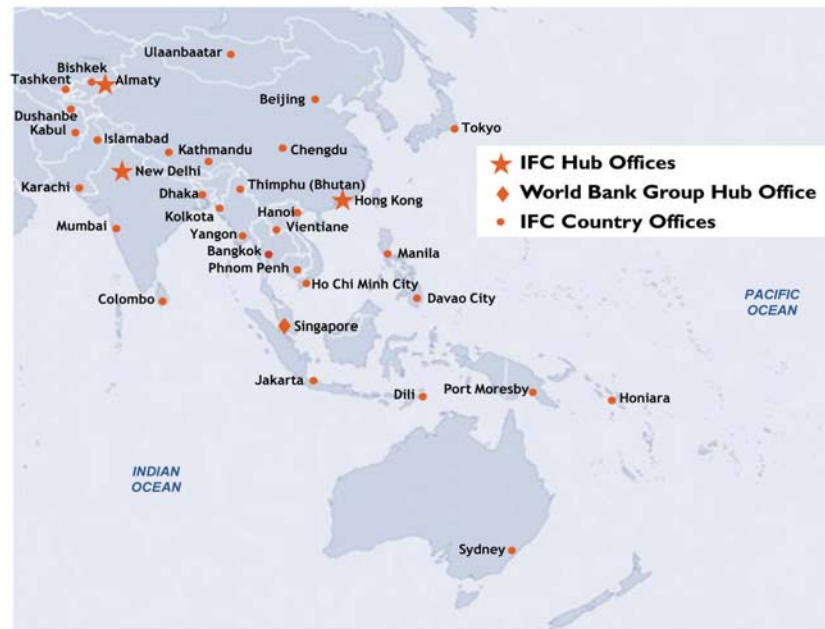 Ulaanbaatar
Bishkek
Tashkent
Almaty
Beijing
Dushanbe
Kabul
Islamabad
Tokyo
Kathmandu
Chengdu
IFC Hub Offices
New Delhi
Karachi
Dhaka
Thimphu (Bhutan)
World Bank Group Hub Office
Hong Kong
Kolkota
Hanoi
IFC Country Offices
Mumbai
Yangon
Vientiane
Bangkok
Manila
Phnom Penh
Ho Chi Minh City
Colombo
Davao City
PACIFIC
OCEAN
Singapore
Jakarta
Dili
Port Moresby
Honiara
INDIAN
OCEAN
Sydney